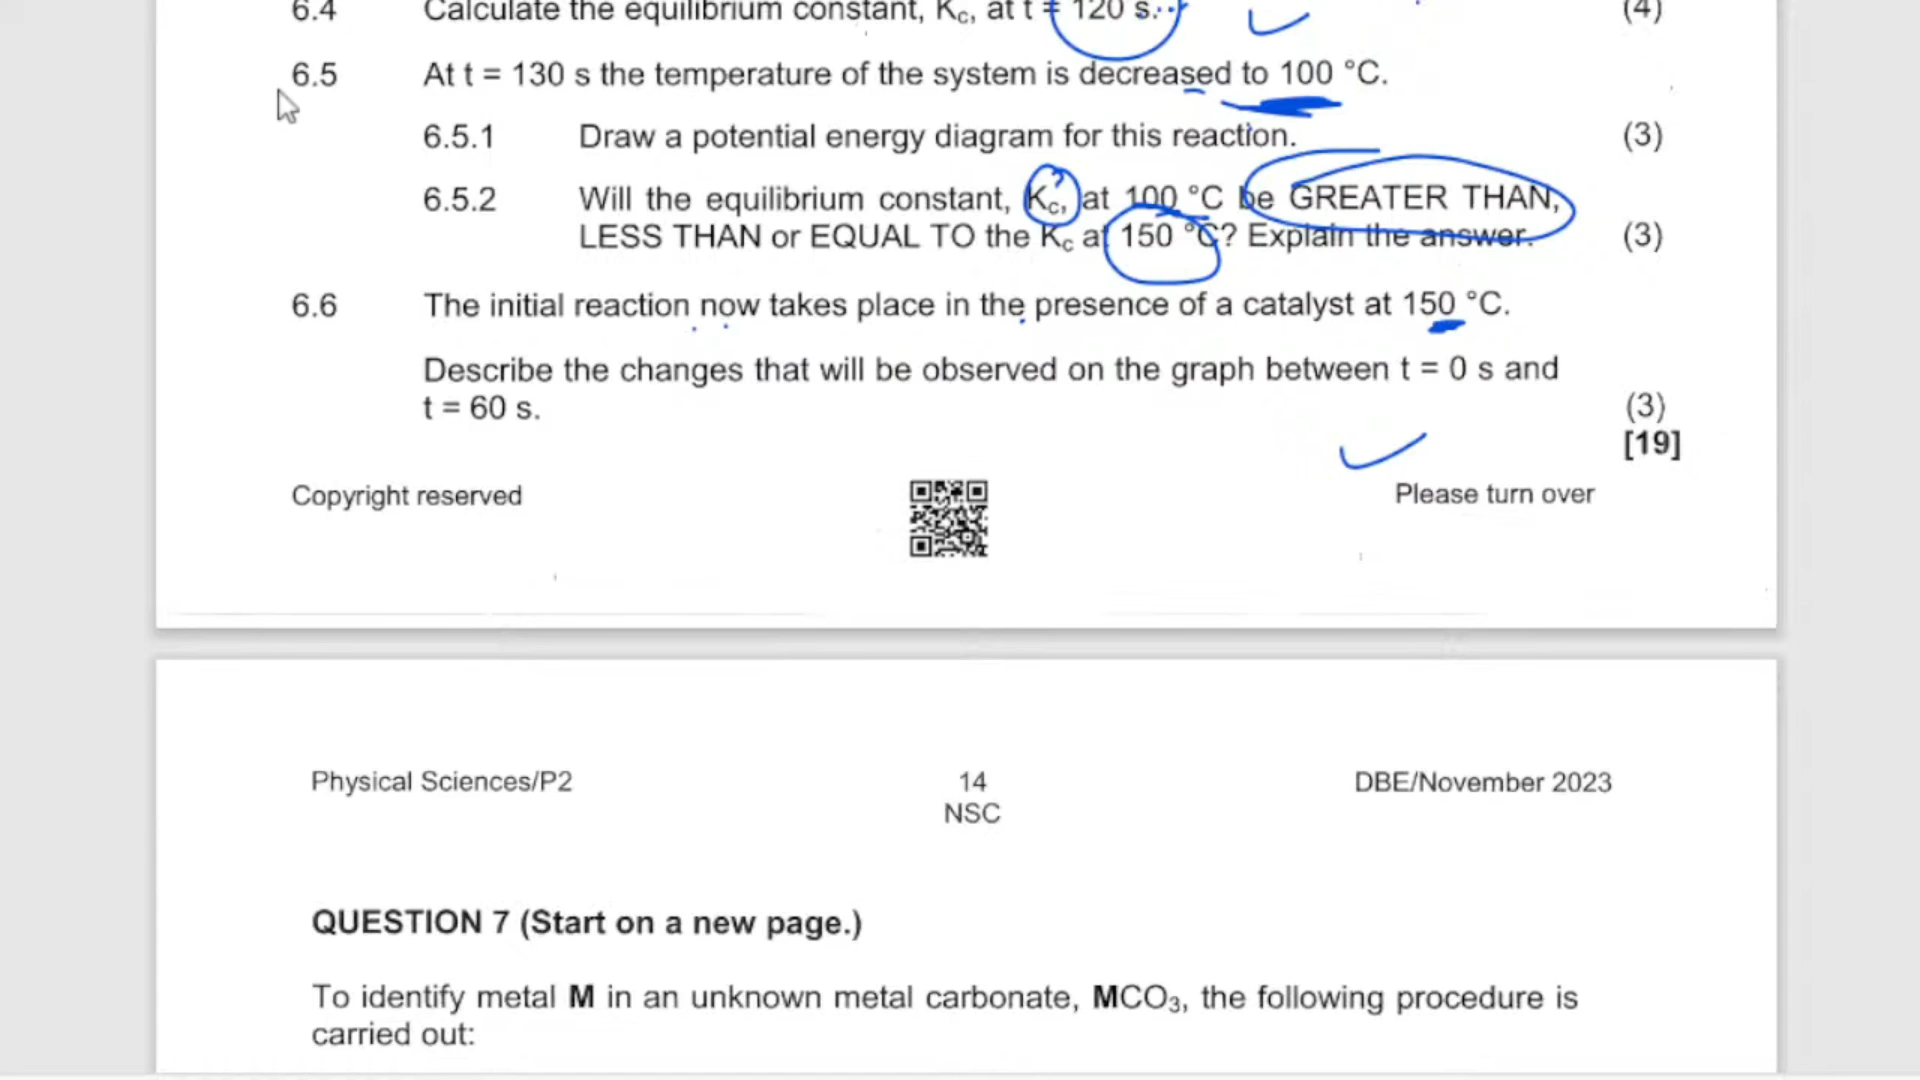 6.4 Calculate the equilibrium constant, Kc, at t = 120 s. (4)
6.5 At t = 130 s the temperature of the system is decreased to 100 °C.
6.5.1 Draw a potential energy diagram for this reaction. (3)
6.5.2 Will the equilibrium constant, Kc, at 100 °C be GREATER THAN,
LESS THAN or EQUAL TO the Kc at 150 °C? Explain the answer. (3)
6.6 The initial reaction now takes place in the presence of a catalyst at 150 °C.
Describe the changes that will be observed on the graph between t = 0 s and
t = 60 s. (3)
[19]
Copyright reserved Please turn over
Physical Sciences/P2 14 DBE/November 2023
NSC
QUESTION 7 (Start on a new page.)
To identify metal M in an unknown metal carbonate, MCO₃, the following procedure is
carried out: